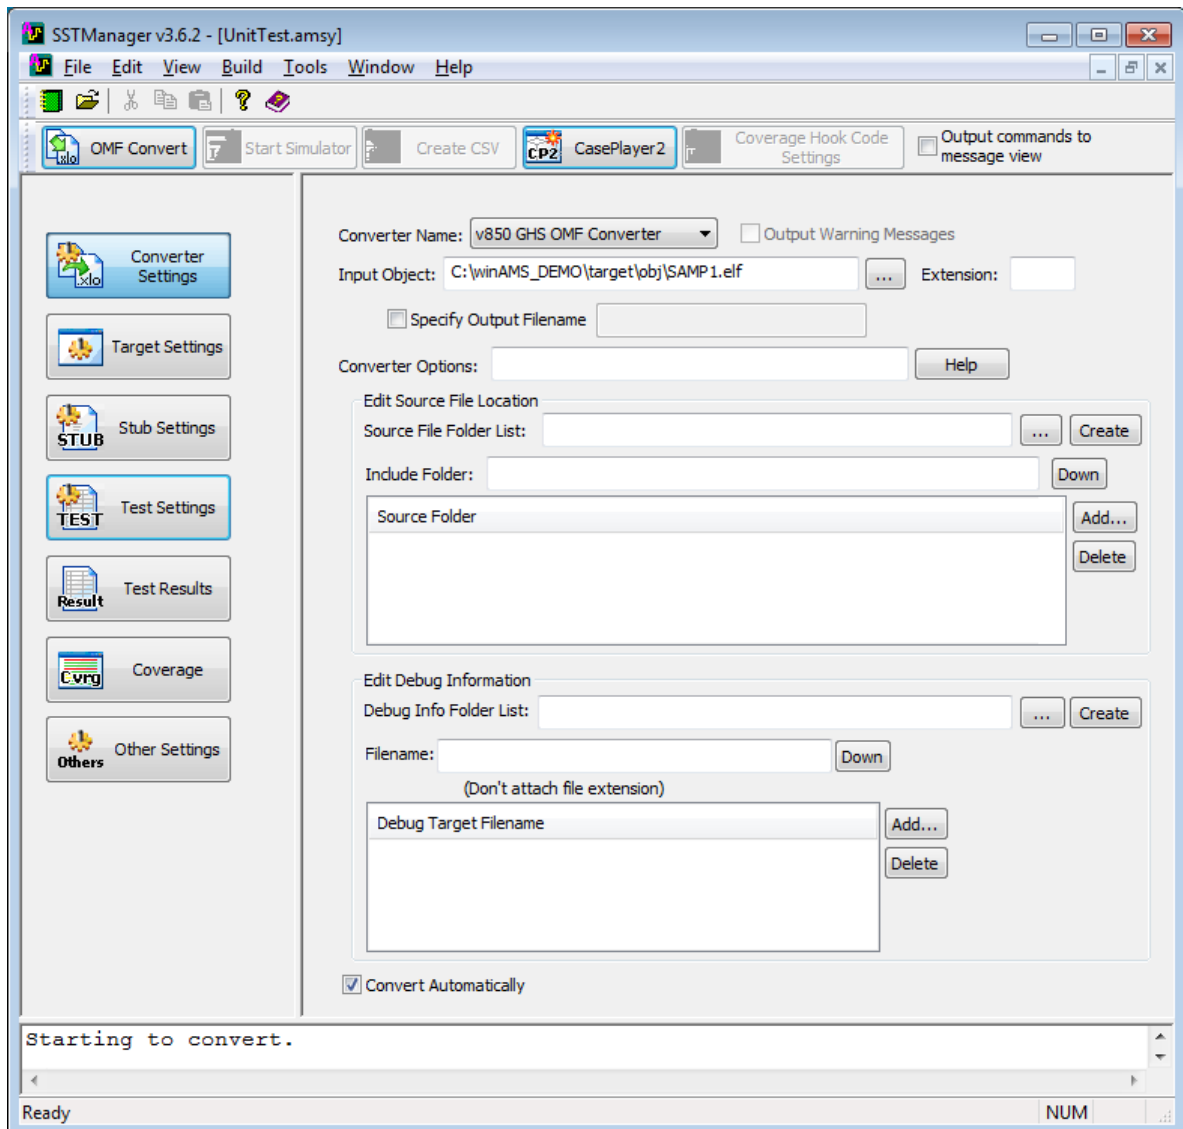 SSTManager v3.6.2 - [UnitTest.amsy]
File Edit View Build Tools Window Help
.xlo OMF Convert Start Simulator Create CSV CP2 CasePlayer2 Coverage Hook Code Settings Output commands to message view
.xlo Converter Settings
Target Settings
STUB Stub Settings
TEST Test Settings
Result Test Results
Cvrg Coverage
Others Other Settings
Converter Name: v850 GHS OMF Converter Output Warning Messages
Input Object: C:\winAMS_DEMO\target\obj\SAMP1.elf ... Extension:
Specify Output Filename
Converter Options: Help
Edit Source File Location
Source File Folder List: ... Create
Include Folder: Down
Source Folder Add...
Delete
Edit Debug Information
Debug Info Folder List: ... Create
Filename: Down
(Don't attach file extension)
Debug Target Filename Add...
Delete
Convert Automatically
Starting to convert.
Ready NUM